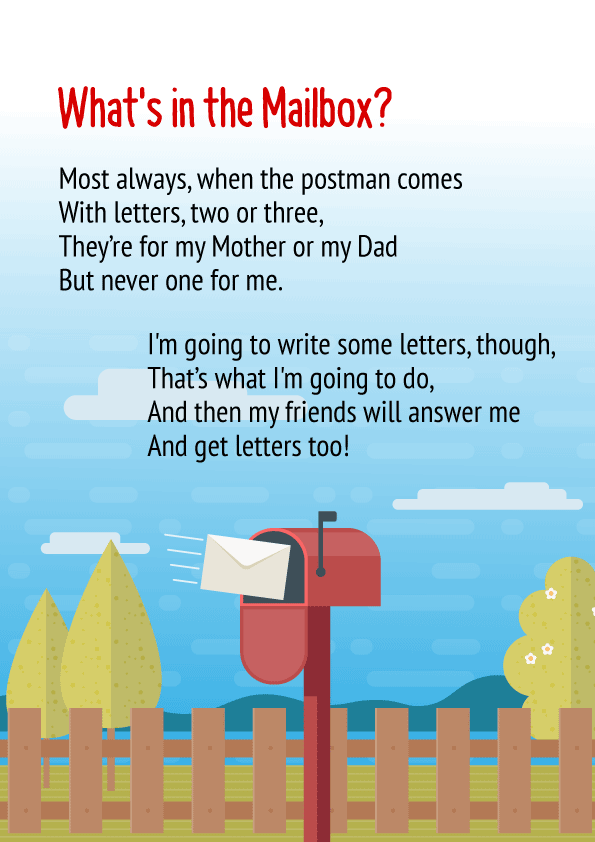 What's in the Mailbox?
Most always, when the postman comes
With letters, two or three,
They’re for my Mother or my Dad
But never one for me.
I'm going to write some letters, though,
That’s what I'm going to do,
And then my friends will answer me
And get letters too!